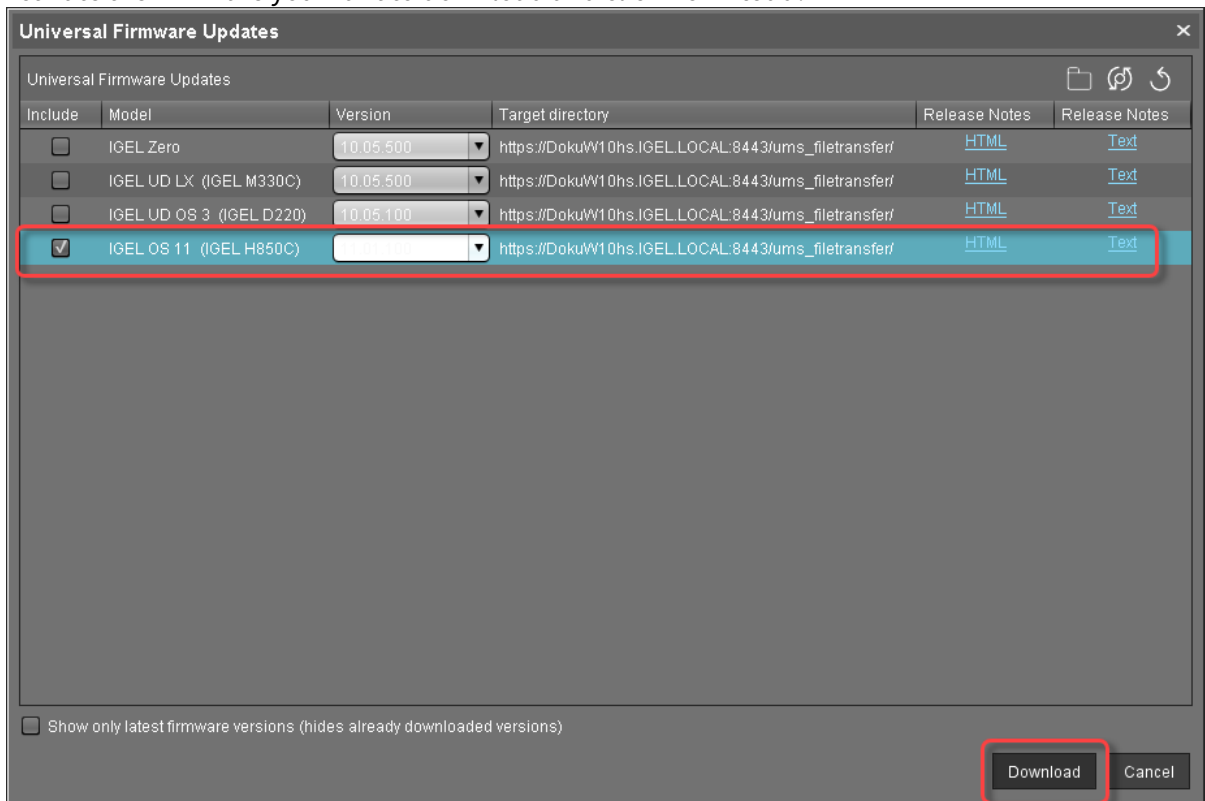 Universal Firmware Updates
Universal Firmware Updates
Include Model Version Target directory Release Notes Release Notes
IGEL Zero 10.05.500 https://DokuW10hs.IGEL.LOCAL:8443/ums_filetransfer/ HTML Text
IGEL UD LX (IGEL M330C) 10.05.500 https://DokuW10hs.IGEL.LOCAL:8443/ums_filetransfer/ HTML Text
IGEL UD OS 3 (IGEL D220) 10.05.100 https://DokuW10hs.IGEL.LOCAL:8443/ums_filetransfer/ HTML Text
IGEL OS 11 (IGEL H850C) https://DokuW10hs.IGEL.LOCAL:8443/ums_filetransfer/ HTML Text
Show only latest firmware versions (hides already downloaded versions)
Download Cancel